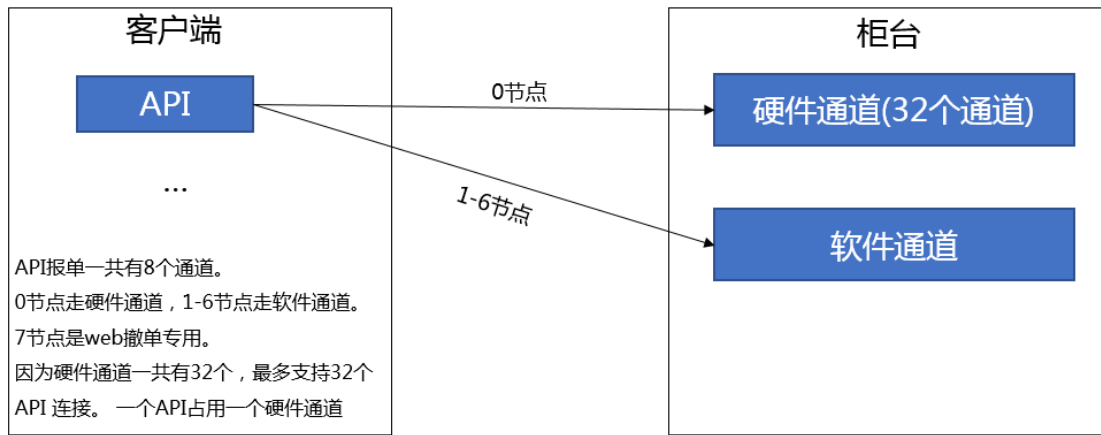 客户端
API
...
API报单一共有8个通道。
0节点走硬件通道，1-6节点走软件通道。
7节点是web撤单专用。
因为硬件通道一共有32个，最多支持32个
API 连接。 一个API占用一个硬件通道
0节点
1-6节点
柜台
硬件通道(32个通道)
软件通道